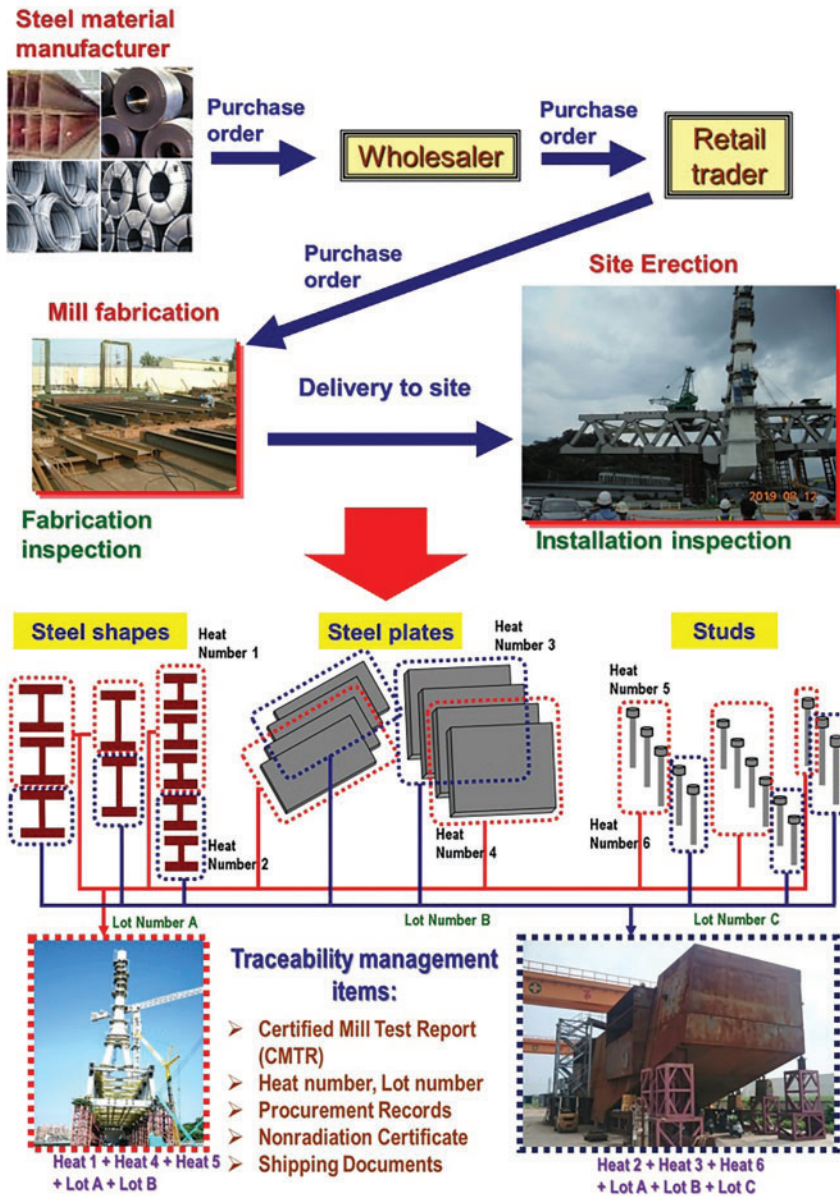 Steel material
manufacturer
Purchase
order
Wholesaler
Purchase
order
Retail
trader
Purchase
order
Site Erection
Mill fabrication
Delivery to site
2019 08 12
Fabrication
inspection
Installation inspection
Steel shapes
Heat
Number 1
Steel plates
Heat
Number 3
Studs
Heat
Number 5
Heat
Number 2
Heat
Number 4
Heat
Number 6
Lot Number A
Lot Number B
Lot Number C
Traceability management
items:
➢ Certified Mill Test Report
(CMTR)
➢ Heat number, Lot number
➢ Procurement Records
➢ Nonradiation Certificate
➢ Shipping Documents
Heat 1 + Heat 4 + Heat 5
+ Lot A + Lot B
Heat 2 + Heat 3 + Heat 6
+ Lot A + Lot B + Lot C